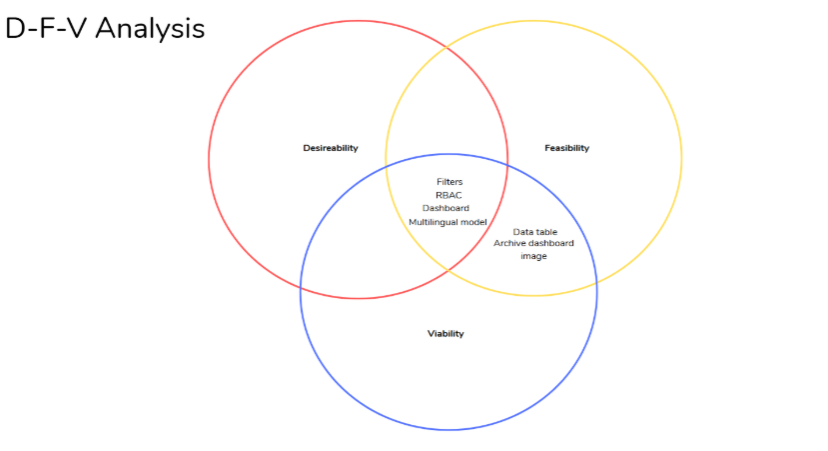 D-F-V Analysis
Desireability
Feasibility
Filters
RBAC
Dashboard
Multilingual model
Data table
Archive dashboard
image
Viability